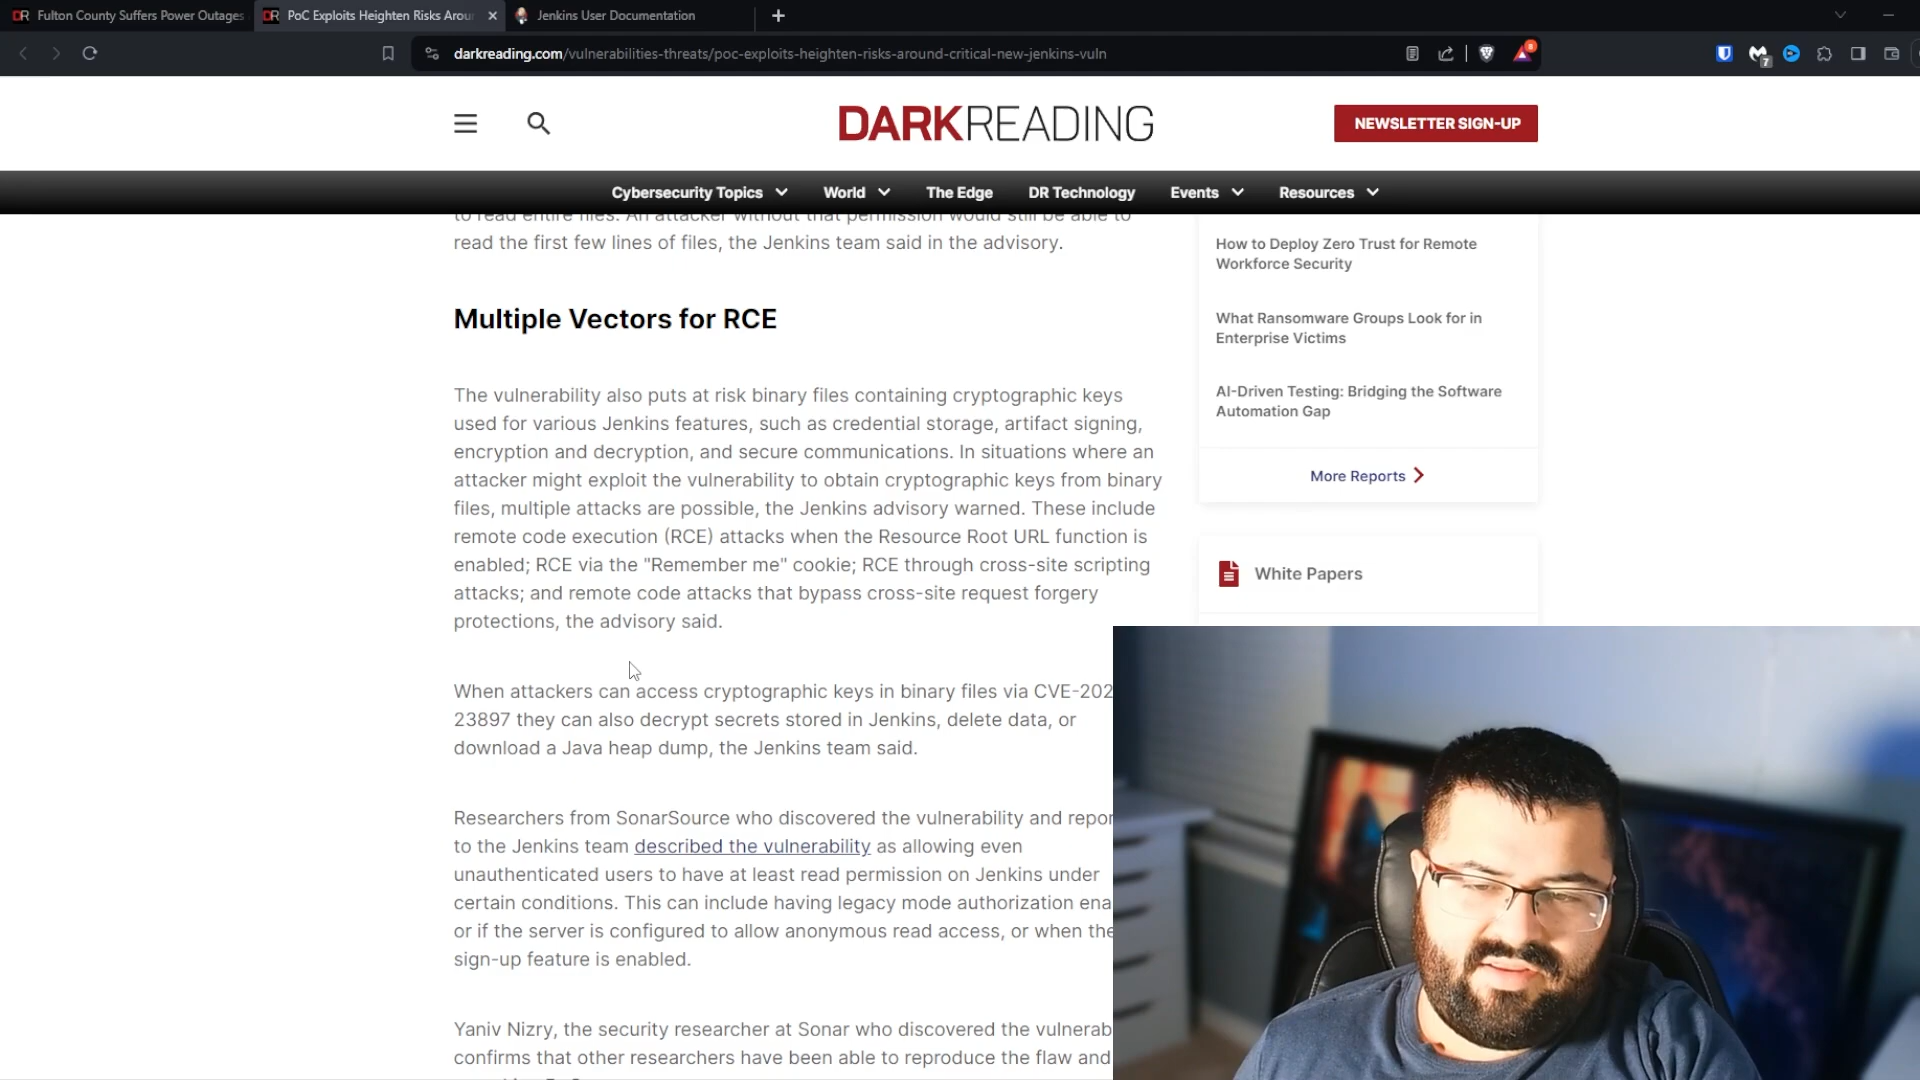 DR Fulton County Suffers Power Outages
DR PoC Exploits Heighten Risks Arou
Jenkins User Documentation
darkreading.com/vulnerabilities-threats/poc-exploits-heighten-risks-around-critical-new-jenkins-vuln
8
7
DARKREADING
NEWSLETTER SIGN-UP
Cybersecurity Topics
World
The Edge
DR Technology
Events
Resources
to read entire files. An attacker without that permission would still be able to
read the first few lines of files, the Jenkins team said in the advisory.
Multiple Vectors for RCE
The vulnerability also puts at risk binary files containing cryptographic keys
used for various Jenkins features, such as credential storage, artifact signing,
encryption and decryption, and secure communications. In situations where an
attacker might exploit the vulnerability to obtain cryptographic keys from binary
files, multiple attacks are possible, the Jenkins advisory warned. These include
remote code execution (RCE) attacks when the Resource Root URL function is
enabled; RCE via the "Remember me" cookie; RCE through cross-site scripting
attacks; and remote code attacks that bypass cross-site request forgery
protections, the advisory said.
When attackers can access cryptographic keys in binary files via CVE-202
23897 they can also decrypt secrets stored in Jenkins, delete data, or
download a Java heap dump, the Jenkins team said.
Researchers from SonarSource who discovered the vulnerability and repor
to the Jenkins team described the vulnerability as allowing even
unauthenticated users to have at least read permission on Jenkins under
certain conditions. This can include having legacy mode authorization ena
or if the server is configured to allow anonymous read access, or when the
sign-up feature is enabled.
Yaniv Nizry, the security researcher at Sonar who discovered the vulnerab
confirms that other researchers have been able to reproduce the flaw and
How to Deploy Zero Trust for Remote
Workforce Security
What Ransomware Groups Look for in
Enterprise Victims
AI-Driven Testing: Bridging the Software
Automation Gap
More Reports
White Papers